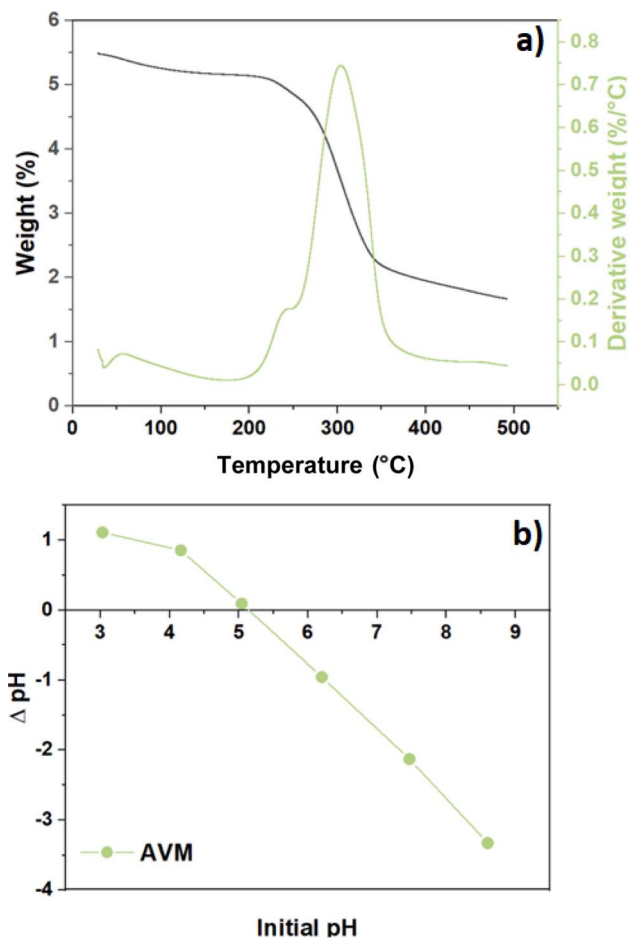 a)
Weight (%)
6
5
4
3
2
1
0
0 100 200 300 400 500
Temperature (°C)
0.8
0.7
0.6
0.5
0.4
0.3
0.2
0.1
0.0
Derivative weight (%/°C)
b)
Δ pH
1
0
-1
-2
-3
-4
3 4 5 6 7 8 9
AVM
Initial pH